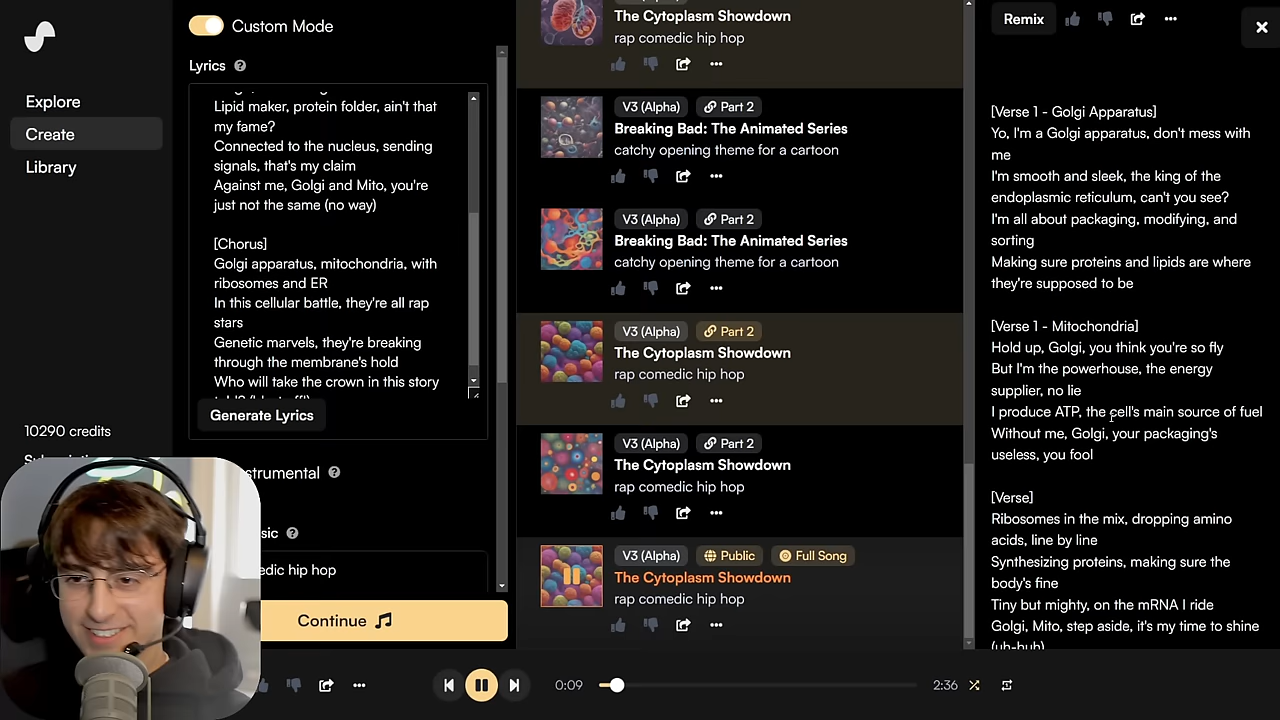 Explore
Create
Library
10290 credits
Custom Mode
Lyrics
Lipid maker, protein folder, ain't that
my fame?
Connected to the nucleus, sending
signals, that's my claim
Against me, Golgi and Mito, you're
just not the same (no way)
[Chorus]
Golgi apparatus, mitochondria, with
ribosomes and ER
In this cellular battle, they're all rap
stars
Genetic marvels, they're breaking
through the membrane's hold
Who will take the crown in this story
Generate Lyrics
strumental
sic
edic hip hop
Continue
The Cytoplasm Showdown
rap comedic hip hop
V3 (Alpha) Part 2
Breaking Bad: The Animated Series
catchy opening theme for a cartoon
V3 (Alpha) Part 2
Breaking Bad: The Animated Series
catchy opening theme for a cartoon
V3 (Alpha) Part 2
The Cytoplasm Showdown
rap comedic hip hop
V3 (Alpha) Part 2
The Cytoplasm Showdown
rap comedic hip hop
V3 (Alpha) Public Full Song
The Cytoplasm Showdown
rap comedic hip hop
Remix
[Verse 1 - Golgi Apparatus]
Yo, I'm a Golgi apparatus, don't mess with
me
I'm smooth and sleek, the king of the
endoplasmic reticulum, can't you see?
I'm all about packaging, modifying, and
sorting
Making sure proteins and lipids are where
they're supposed to be
[Verse 1 - Mitochondria]
Hold up, Golgi, you think you're so fly
But I'm the powerhouse, the energy
supplier, no lie
I produce ATP, the cell's main source of fuel
Without me, Golgi, your packaging's
useless, you fool
[Verse]
Ribosomes in the mix, dropping amino
acids, line by line
Synthesizing proteins, making sure the
body's fine
Tiny but mighty, on the mRNA I ride
Golgi, Mito, step aside, it's my time to shine
(uh-huh)
0:09
2:36